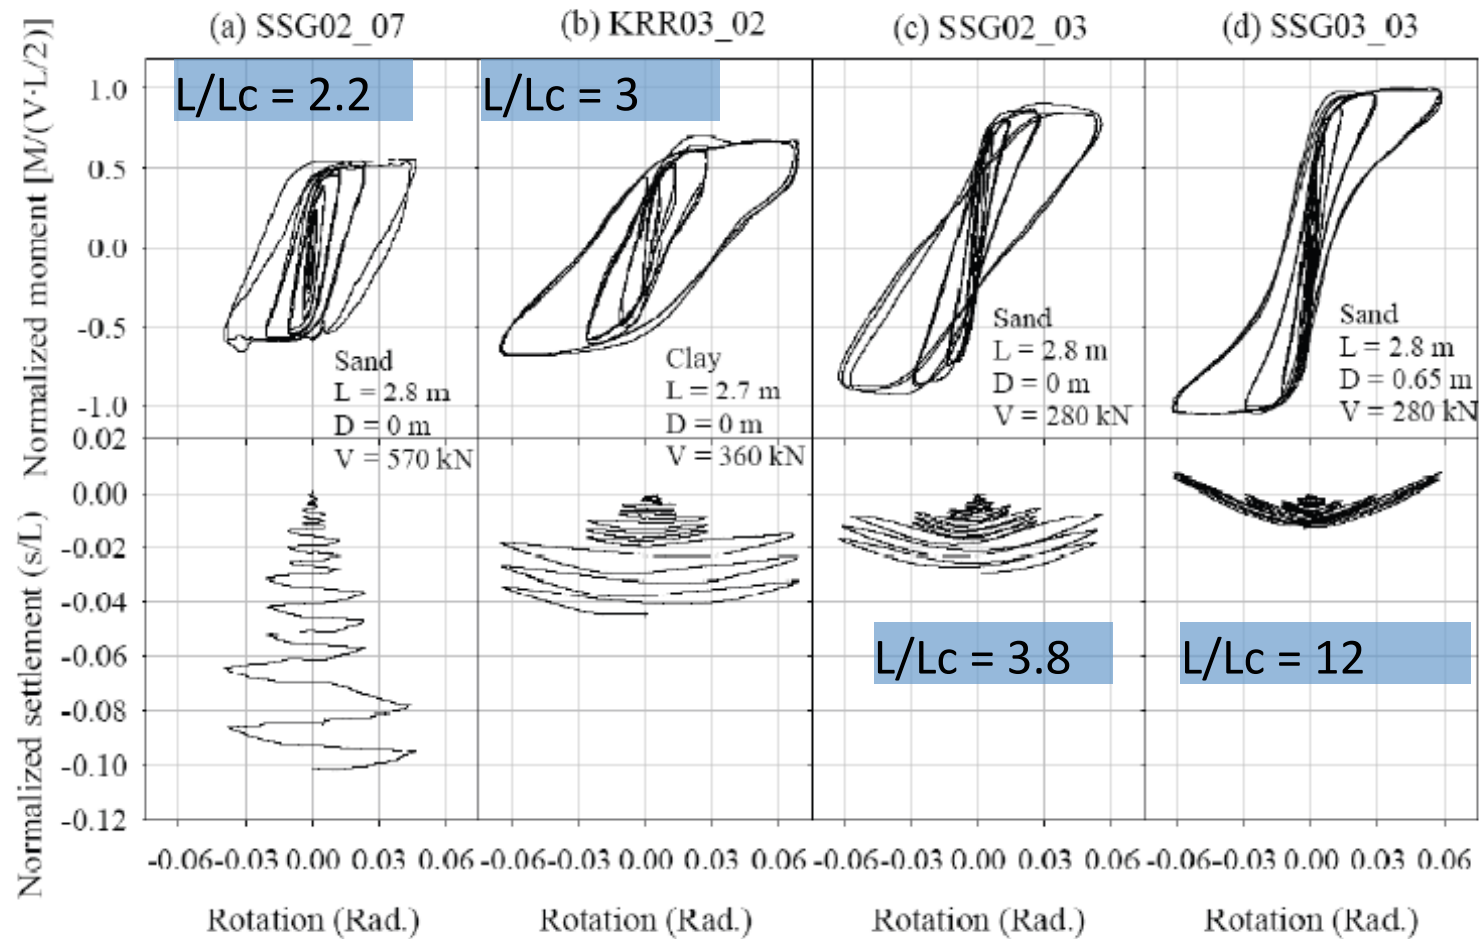 (a) SSG02_07
(b) KRR03_02
(c) SSG02_03
(d) SSG03_03
Normalized moment [M/(V·L/2)]
1.0
0.5
0.0
-0.5
-1.0
L/Lc = 2.2
L/Lc = 3
Sand
L = 2.8 m
D = 0 m
V = 570 kN
Clay
L = 2.7 m
D = 0 m
V = 360 kN
Sand
L = 2.8 m
D = 0 m
V = 280 kN
Sand
L = 2.8 m
D = 0.65 m
V = 280 kN
Normalized settlement (s/L)
0.02
0.00
-0.02
-0.04
-0.06
-0.08
-0.10
-0.12
L/Lc = 3.8
L/Lc = 12
-0.06 -0.03 0.00 0.03 0.06
-0.06 -0.03 0.00 0.03 0.06
-0.06 -0.03 0.00 0.03 0.06
-0.06 -0.03 0.00 0.03 0.06
Rotation (Rad.)
Rotation (Rad.)
Rotation (Rad.)
Rotation (Rad.)